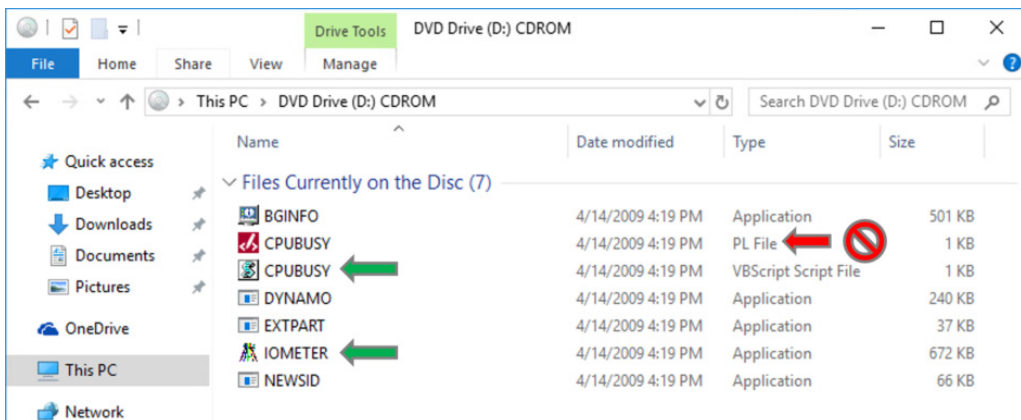 Drive Tools DVD Drive (D:) CDROM
File Home Share View Manage
This PC > DVD Drive (D:) CDROM Search DVD Drive (D:) CDROM
Name Date modified Type Size
Quick access
Desktop
Downloads
Documents
Pictures
OneDrive
This PC
Network
Files Currently on the Disc (7)
BGINFO 4/14/2009 4:19 PM Application 501 KB
CPUBUSY 4/14/2009 4:19 PM PL File 1 KB
CPUBUSY 4/14/2009 4:19 PM VBScript Script File 1 KB
DYNAMO 4/14/2009 4:19 PM Application 240 KB
EXTPART 4/14/2009 4:19 PM Application 37 KB
IOMETER 4/14/2009 4:19 PM Application 672 KB
NEWSID 4/14/2009 4:19 PM Application 66 KB